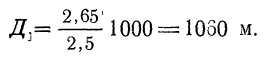 Д₁ = 2,65/2,5 1000 = 1060 м.